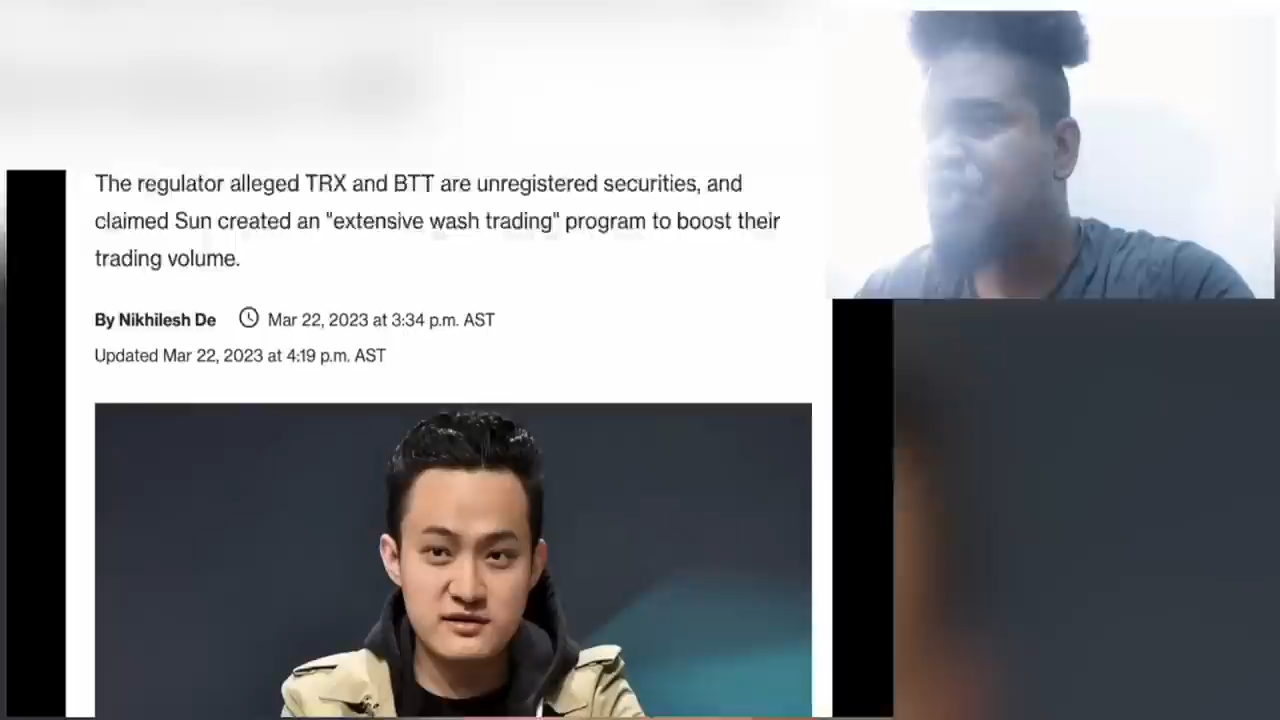 The regulator alleged TRX and BTT are unregistered securities, and
claimed Sun created an "extensive wash trading" program to boost their
trading volume.
By Nikhilesh De Mar 22, 2023 at 3:34 p.m. AST
Updated Mar 22, 2023 at 4:19 p.m. AST